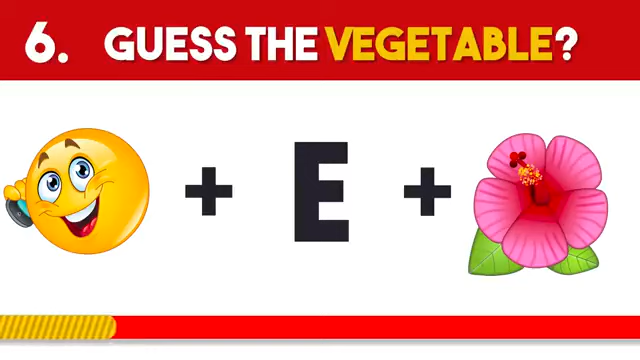 6. GUESS THE VEGETABLE?
+ E +